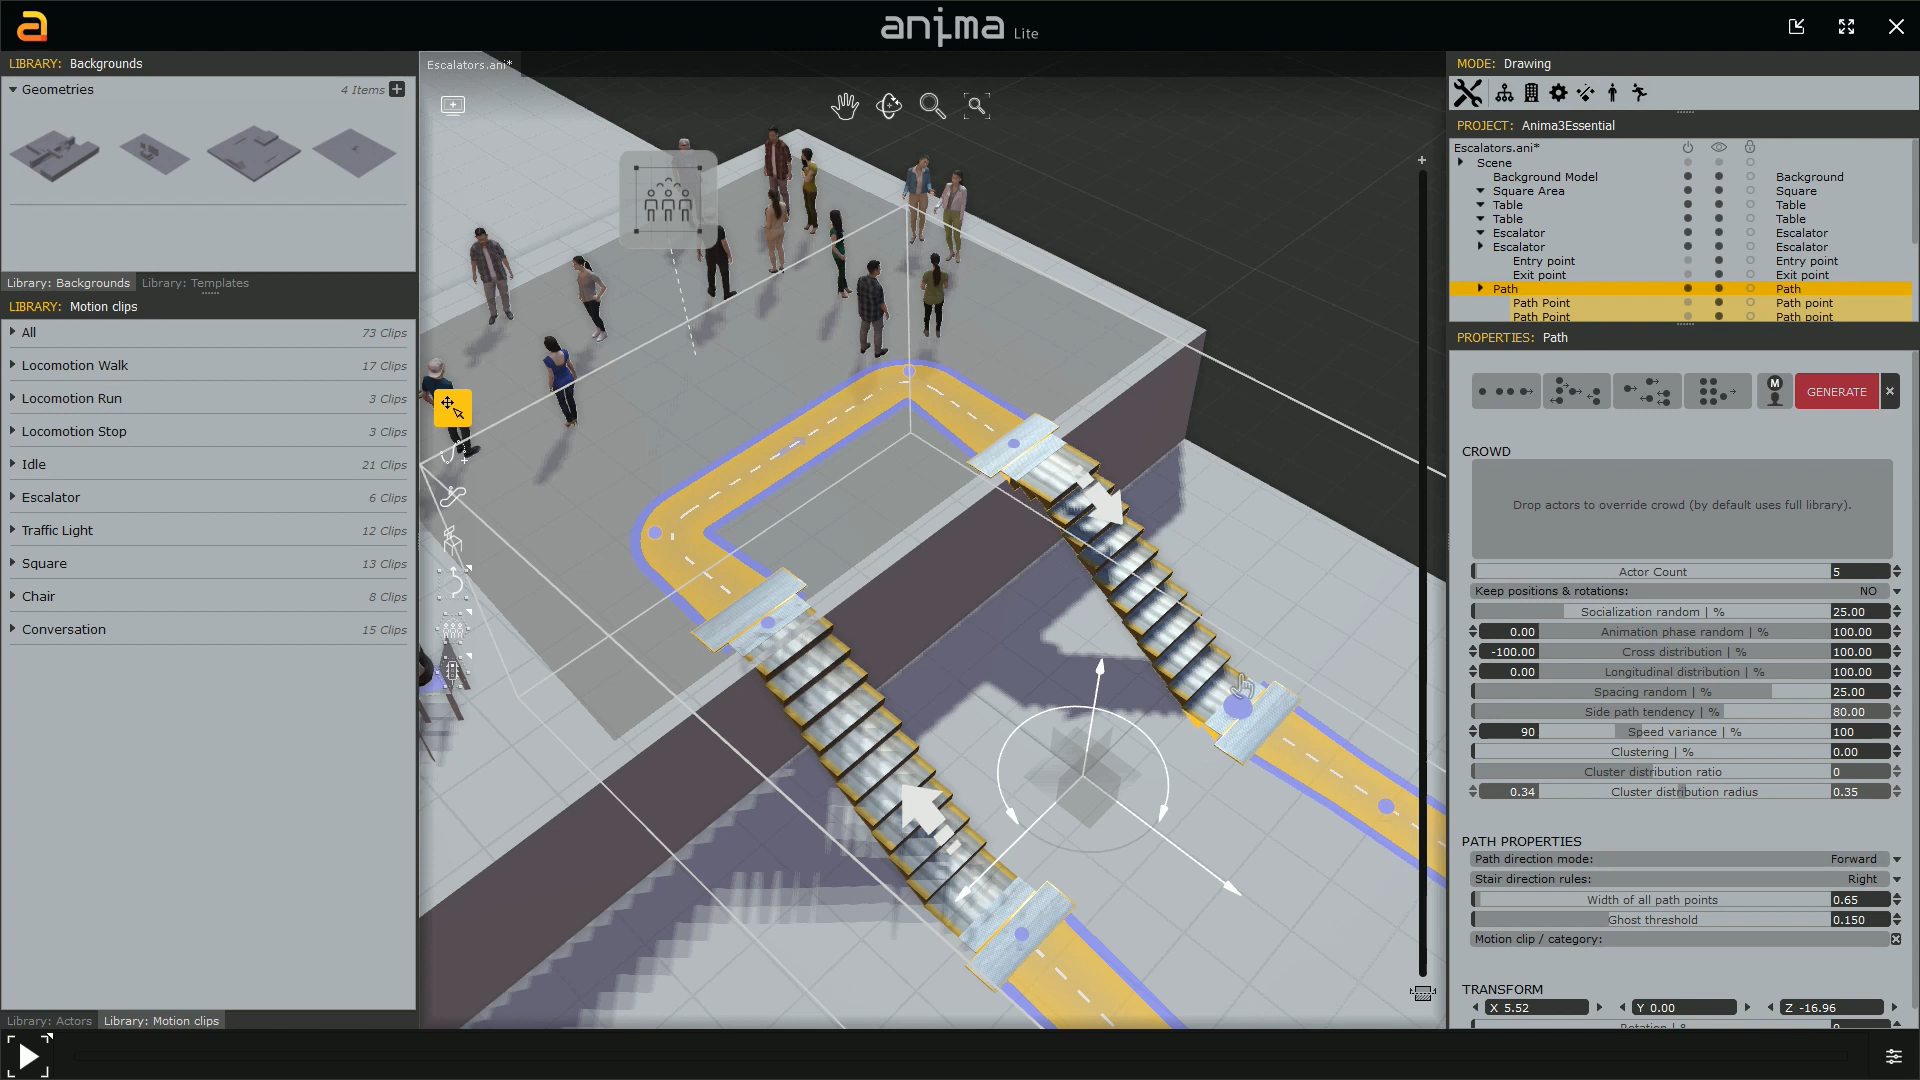 anima Lite
LIBRARY: Backgrounds
Geometries 4 Items
Library: Backgrounds Library: Templates
LIBRARY: Motion clips
All 73 Clips
Locomotion Walk 17 Clips
Locomotion Run 3 Clips
Locomotion Stop 3 Clips
Idle 21 Clips
Escalator 6 Clips
Traffic Light 12 Clips
Square 13 Clips
Chair 8 Clips
Conversation 15 Clips
Library: Actors Library: Motion clips
Escalators.ani*
MODE: Drawing
PROJECT: Anima3Essential
Escalators.ani*
Scene
Background Model Background
Square Area Square
Table Table
Table Table
Escalator Escalator
Escalator Escalator
Entry point Entry point
Exit point Exit point
Path Path
Path Point Path point
Path Point Path point
PROPERTIES: Path
M GENERATE
CROWD
Drop actors to override crowd (by default uses full library).
Actor Count 5
Keep positions & rotations: NO
Socialization random | % 25.00
0.00 Animation phase random | % 100.00
-100.00 Cross distribution | % 100.00
0.00 Longitudinal distribution | % 100.00
Spacing random | % 25.00
Side path tendency | % 80.00
90 Speed variance | % 100
Clustering | % 0.00
Cluster distribution ratio 0
0.34 Cluster distribution radius 0.35
PATH PROPERTIES
Path direction mode: Forward
Stair direction rules: Right
Width of all path points 0.65
Ghost threshold 0.150
Motion clip / category:
TRANSFORM
X 5.52 Y 0.00 Z -16.96
Rotation | ° 0